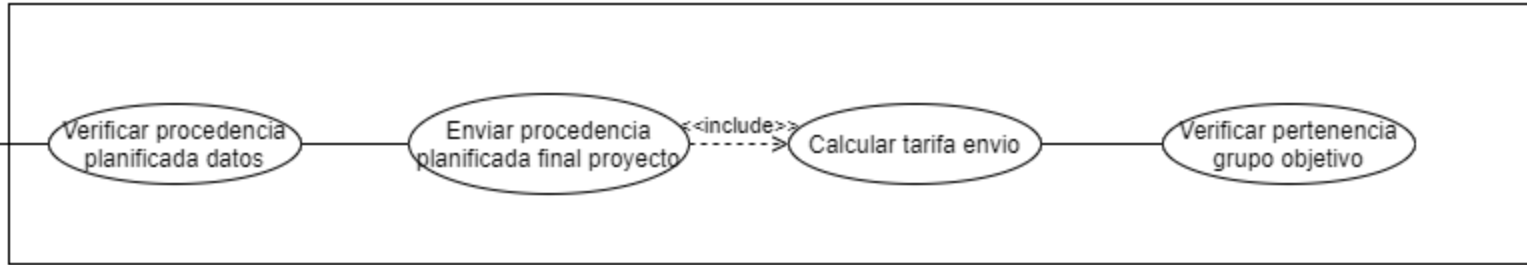 Verificar procedencia
planificada datos
Enviar procedencia
planificada final proyecto
<<include>>
Calcular tarifa envio
Verificar pertenencia
grupo objetivo